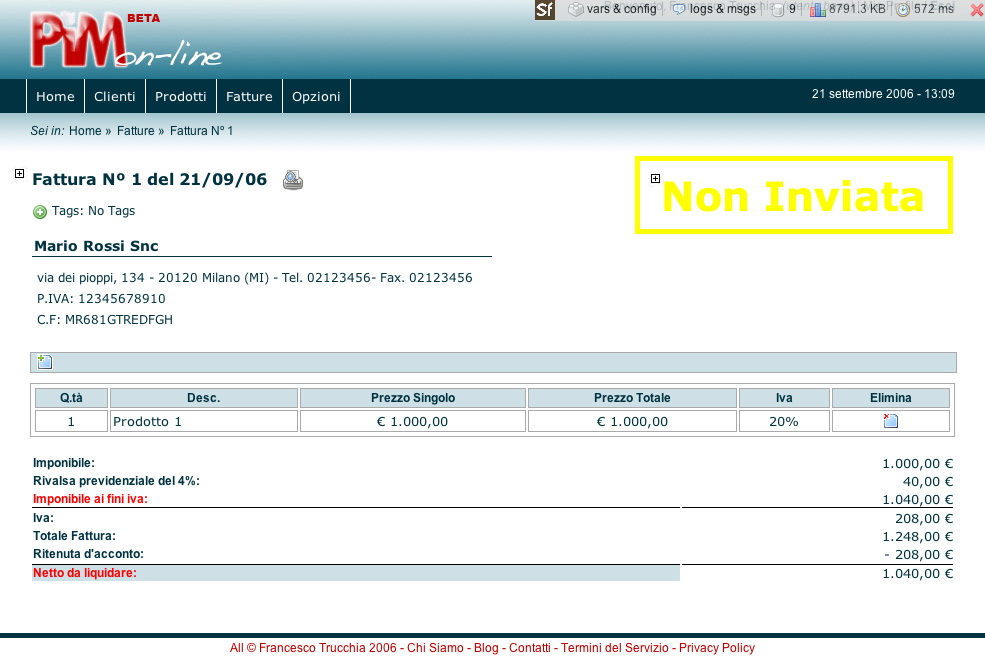 Sf vars & config logs & msgs 9 8791.3 KB 572 ms
PiM BETA
on-line
Home Clienti Prodotti Fatture Opzioni 21 settembre 2006 - 13:09
Sei in: Home » Fatture » Fattura Nº 1
Fattura Nº 1 del 21/09/06
Non Inviata
Tags: No Tags
Mario Rossi Snc
via dei pioppi, 134 - 20120 Milano (MI) - Tel. 02123456- Fax. 02123456
P.IVA: 12345678910
C.F: MR681GTREDFGH
Q.tà Desc. Prezzo Singolo Prezzo Totale Iva Elimina
1 Prodotto 1 € 1.000,00 € 1.000,00 20%
Imponibile: 1.000,00 €
Rivalsa previdenziale del 4%: 40,00 €
Imponibile ai fini iva: 1.040,00 €
Iva: 208,00 €
Totale Fattura: 1.248,00 €
Ritenuta d'acconto: - 208,00 €
Netto da liquidare: 1.040,00 €
All © Francesco Trucchia 2006 - Chi Siamo - Blog - Contatti - Termini del Servizio - Privacy Policy